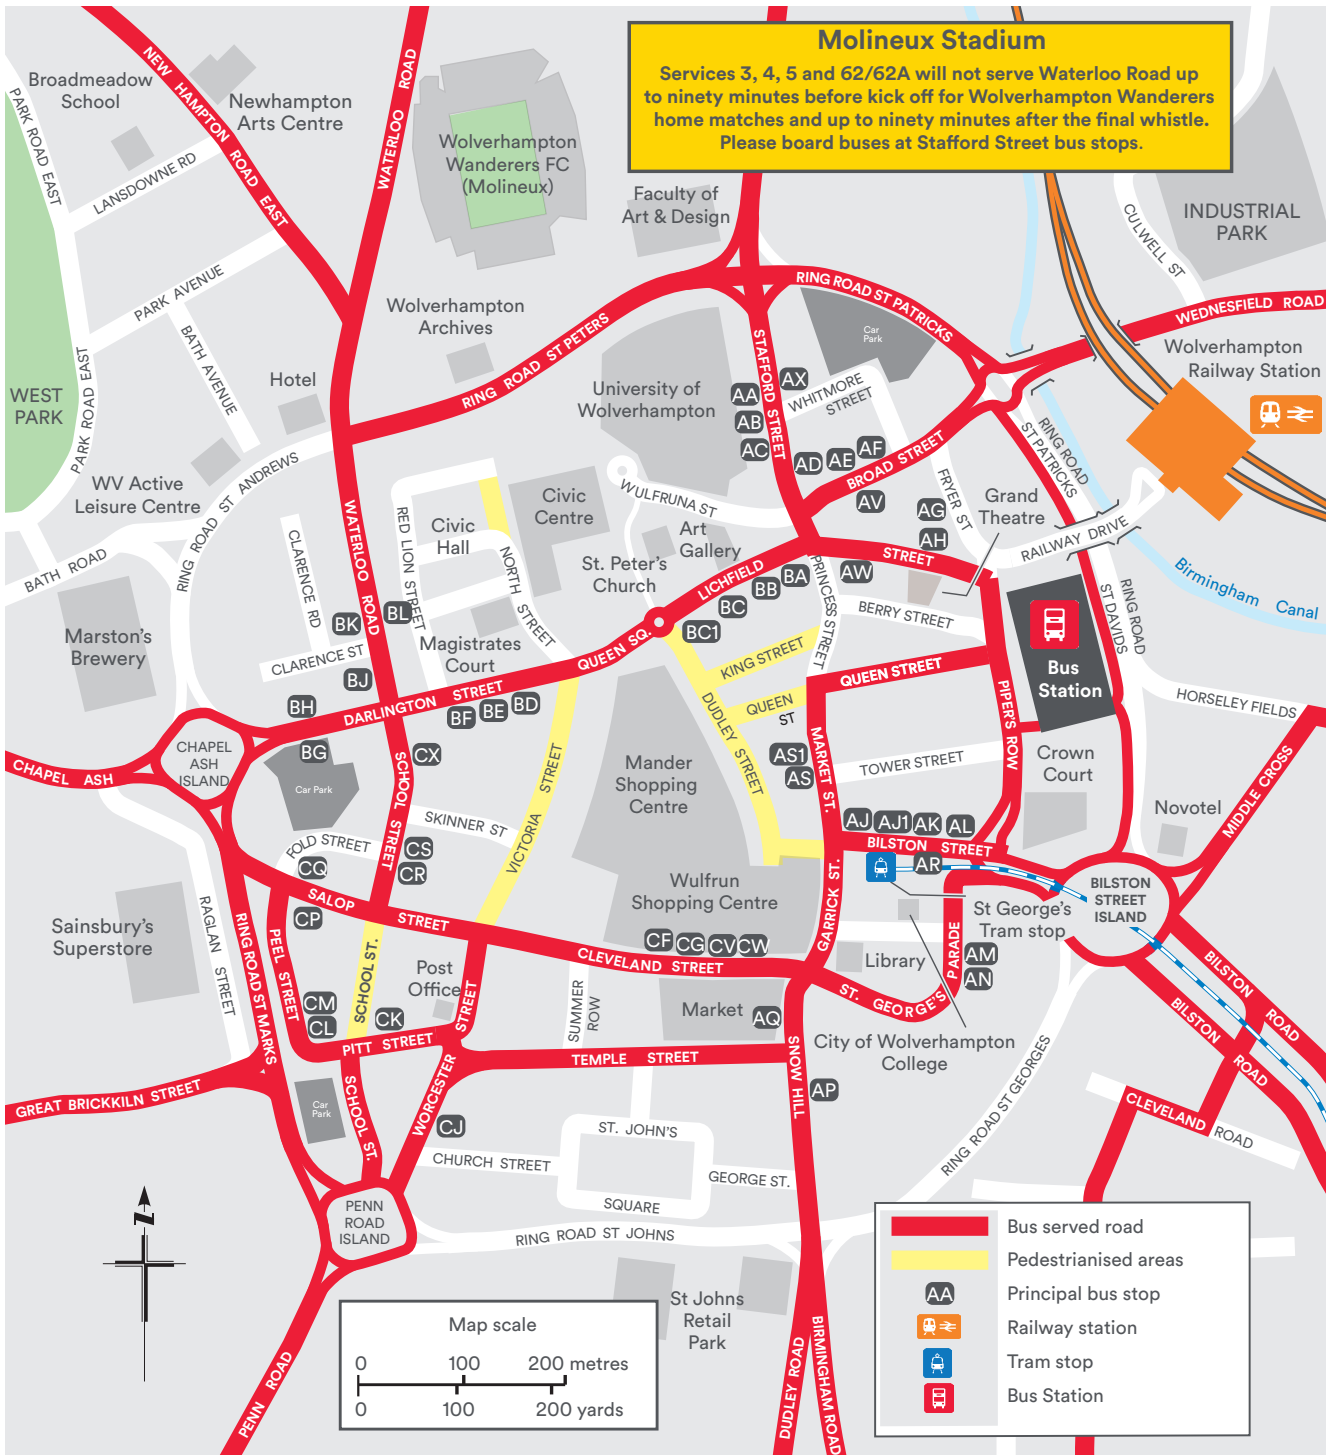 Molineux Stadium
Services 3, 4, 5 and 62/62A will not serve Waterloo Road up
to ninety minutes before kick off for Wolverhampton Wanderers
home matches and up to ninety minutes after the final whistle.
Please board buses at Stafford Street bus stops.
Broadmeadow
School
NEW HAMPTON ROAD EAST
Newhampton
Arts Centre
WATERLOO ROAD
Wolverhampton
Wanderers FC
(Molineux)
Faculty of
Art & Design
PARK ROAD EAST
LANSDOWNE RD
CULWELL ST
INDUSTRIAL
PARK
PARK AVENUE
BATH AVENUE
Wolverhampton
Archives
RING ROAD ST PETERS
RING ROAD ST PATRICKS
Car
Park
WEDNESFIELD ROAD
Wolverhampton
Railway Station
WEST
PARK
PARK ROAD EAST
Hotel
University of
Wolverhampton
STAFFORD STREET
AX
AA
AB
AC
WHITMORE
STREET
AD
AE
AF
BROAD STREET
AV
FRYER ST
AG
AH
Grand
Theatre
RING ROAD
ST PATRICKS
RAILWAY DRIVE
Birmingham Canal
WV Active
Leisure Centre
RING ROAD ST ANDREWS
BATH ROAD
CLARENCE RD
WATERLOO ROAD
RED LION STREET
Civic
Hall
Civic
Centre
NORTH STREET
WULFRUNA ST
Art
Gallery
St. Peter's
Church
LICHFIELD
STREET
PRINCESS STREET
AW
BA
BB
BC
BC1
BERRY STREET
Bus
Station
RING ROAD
ST DAVIDS
Marston's
Brewery
CLARENCE ST
BK
BL
BJ
BH
Magistrates
Court
QUEEN SQ.
DARLINGTON STREET
BF
BE
BD
KING STREET
QUEEN
ST
QUEEN STREET
DUDLEY STREET
PIPER'S ROW
HORSELEY FIELDS
CHAPEL ASH
CHAPEL
ASH
ISLAND
BG
Car Park
CX
SCHOOL STREET
SKINNER ST
VICTORIA STREET
Mander
Shopping
Centre
AS1
AS
MARKET ST.
TOWER STREET
Crown
Court
Novotel
MIDDLE CROSS
FOLD STREET
CQ
CS
CR
AJ
AJ1
AK
AL
BILSTON STREET
AR
BILSTON
STREET
ISLAND
Sainsbury's
Superstore
RAGLAN STREET
RING ROAD ST MARKS
PEEL STREET
CP
SALOP STREET
SCHOOL ST.
Wulfrun
Shopping Centre
CF
CG
CV
CW
CLEVELAND STREET
GARRICK ST.
St George's
Tram stop
Library
PARADE
AM
AN
ST. GEORGE'S
BILSTON ROAD
BILSTON ROAD
Post
Office
CM
CL
CK
PITT STREET
WORCESTER STREET
SUMMER
ROW
Market
AQ
City of Wolverhampton
College
TEMPLE STREET
SNOW HILL
AP
GREAT BRICKKILN STREET
Car
Park
SCHOOL ST.
CJ
CHURCH STREET
ST. JOHN'S
SQUARE
GEORGE ST.
RING ROAD ST GEORGES
CLEVELAND ROAD
N
PENN
ROAD
ISLAND
RING ROAD ST JOHNS
St Johns
Retail
Park
PENN ROAD
DUDLEY ROAD
BIRMINGHAM ROAD
Map scale
0 100 200 metres
0 100 200 yards
Bus served road
Pedestrianised areas
AA Principal bus stop
Railway station
Tram stop
Bus Station